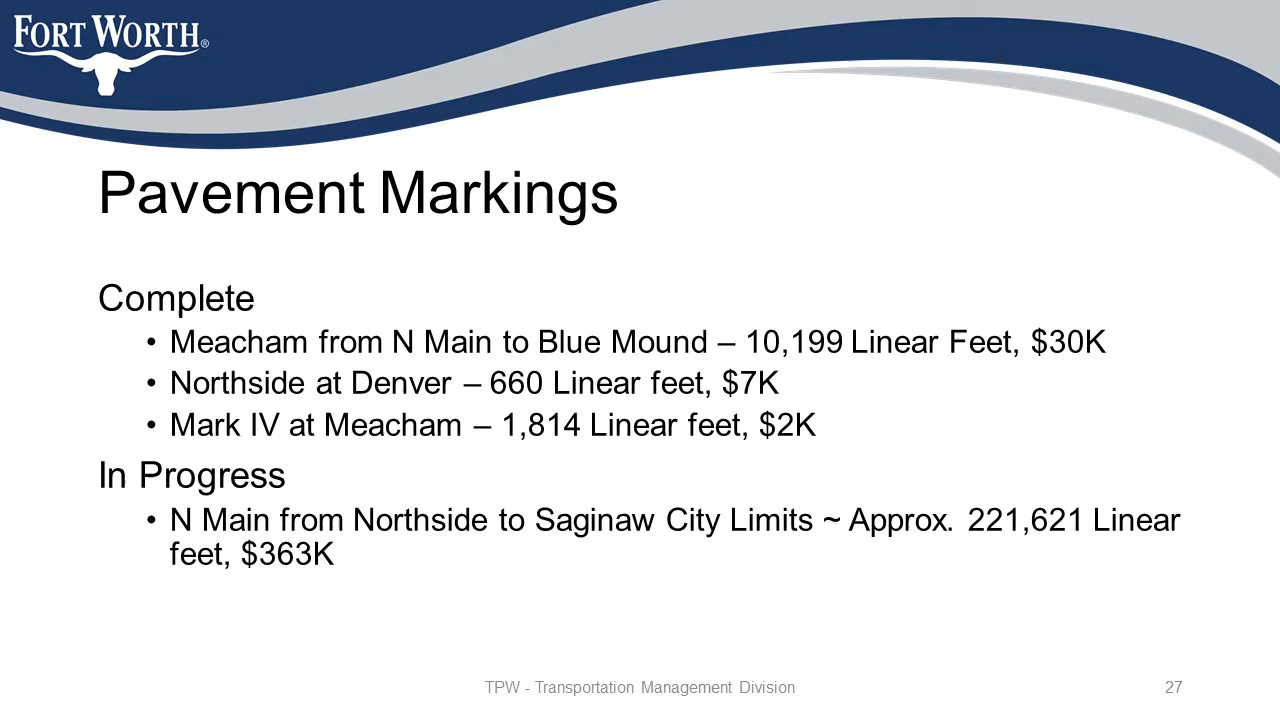 FORT WORTH®
Pavement Markings
Complete
• Meacham from N Main to Blue Mound – 10,199 Linear Feet, $30K
• Northside at Denver – 660 Linear feet, $7K
• Mark IV at Meacham – 1,814 Linear feet, $2K
In Progress
• N Main from Northside to Saginaw City Limits ~ Approx. 221,621 Linear
feet, $363K
TPW - Transportation Management Division
27